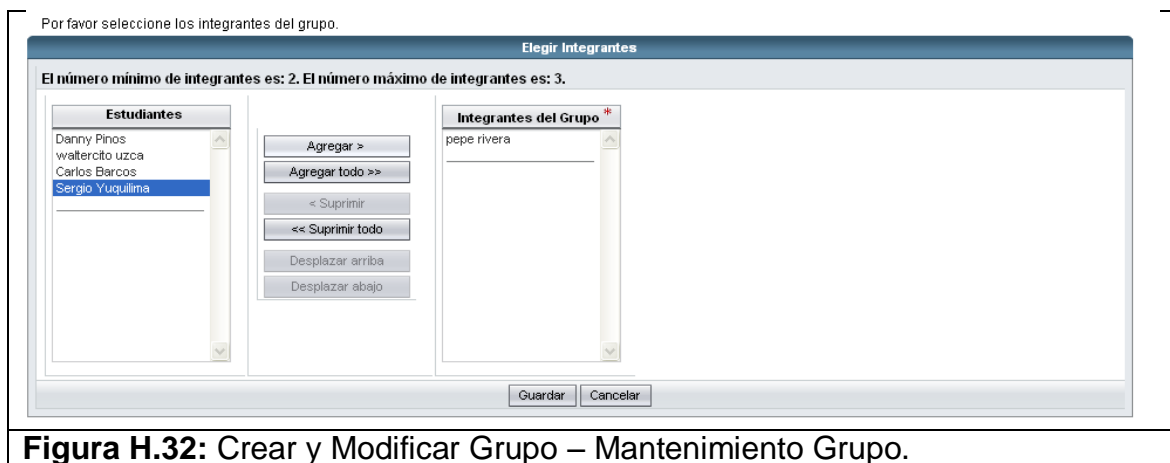 Por favor seleccione los integrantes del grupo.
Elegir Integrantes
El número mínimo de integrantes es: 2. El número máximo de integrantes es: 3.
Estudiantes
Danny Pinos
waltercito uzca
Carlos Barcos
Sergio Yuquilima
Agregar >
Agregar todo >>
< Suprimir
<< Suprimir todo
Desplazar arriba
Desplazar abajo
Integrantes del Grupo *
pepe rivera
Guardar Cancelar
Figura H.32: Crear y Modificar Grupo – Mantenimiento Grupo.